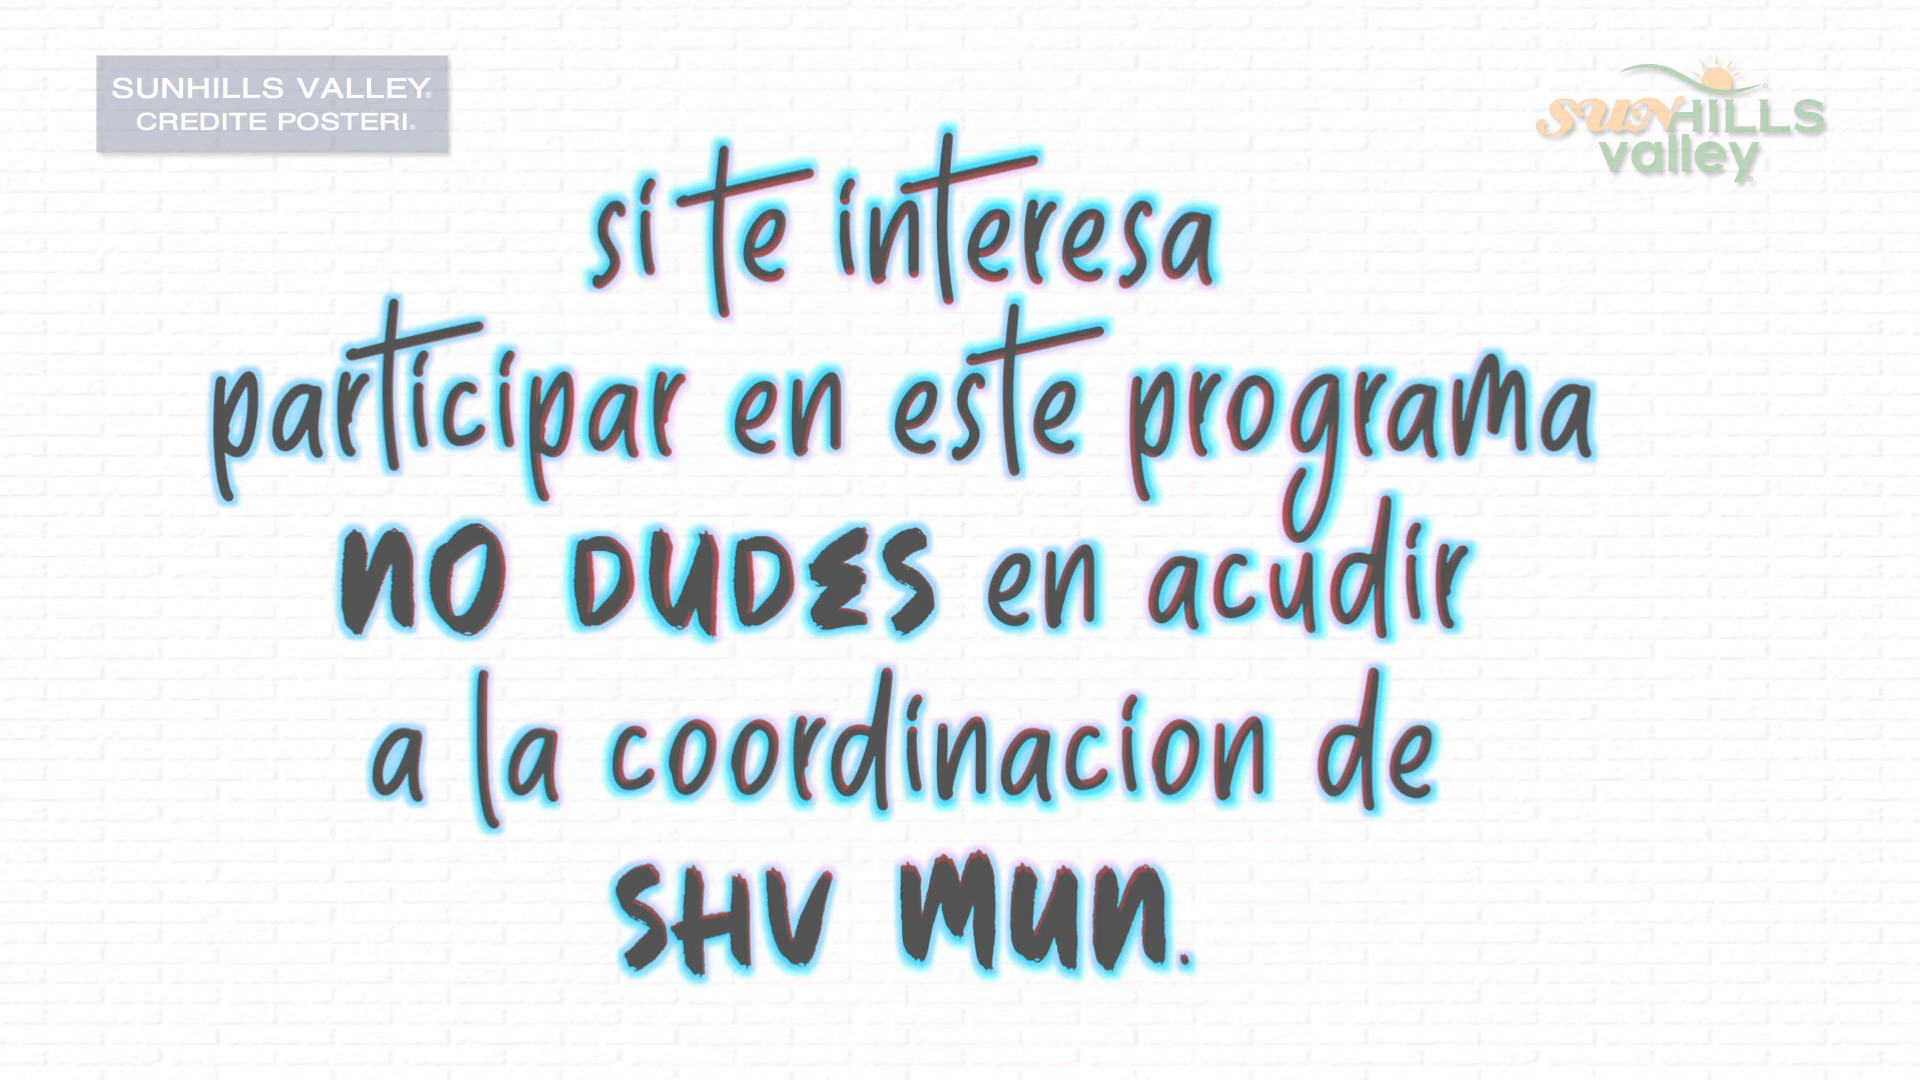 SUNHILLS VALLEY®
CREDITE POSTERI®
SUNHILLS
valley
si te interesa
participar en este programa
NO DUDES en acudir
a la coordinacion de
SHV MUN.